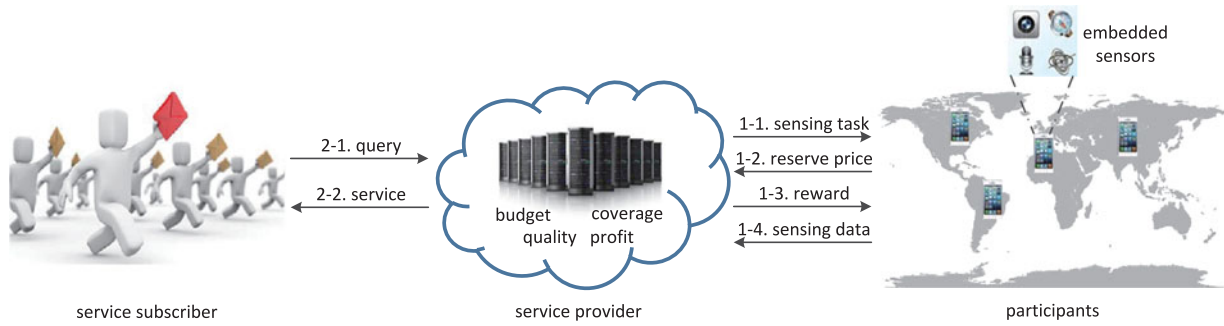 embedded
sensors
2-1. query
2-2. service
budget coverage
quality profit
1-1. sensing task
1-2. reserve price
1-3. reward
1-4. sensing data
service subscriber
service provider
participants